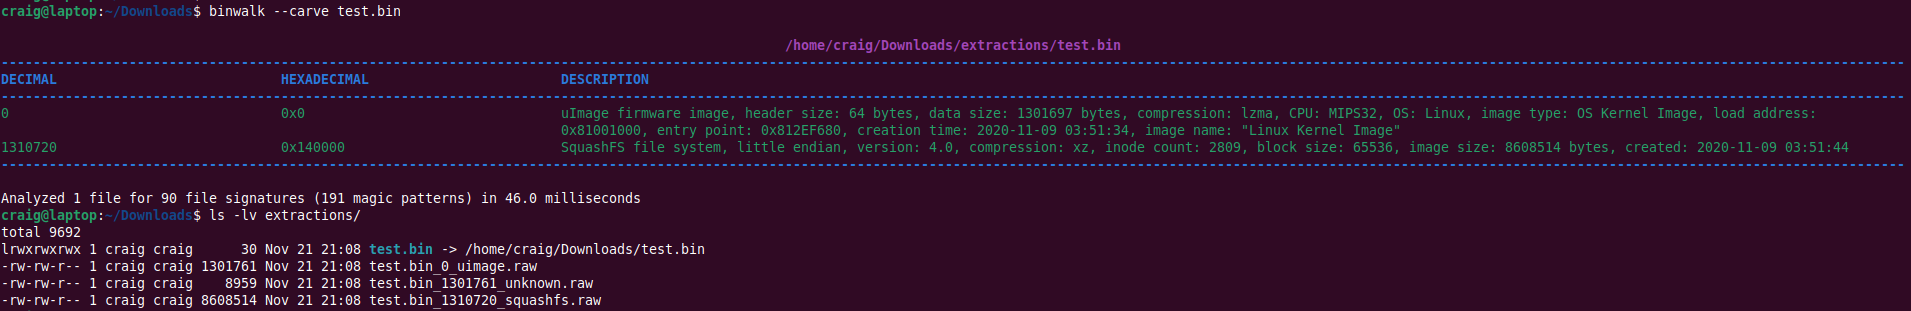 craig@laptop:~/Downloads$ binwalk --carve test.bin
/home/craig/Downloads/extractions/test.bin
--------------------------------------------------------------------------------
DECIMAL HEXADECIMAL DESCRIPTION
--------------------------------------------------------------------------------
0 0x0 uImage firmware image, header size: 64 bytes, data size: 1301697 bytes, compression: lzma, CPU: MIPS32, OS: Linux, image type: OS Kernel Image, load address:
0x81001000, entry point: 0x812EF680, creation time: 2020-11-09 03:51:34, image name: "Linux Kernel Image"
1310720 0x140000 SquashFS file system, little endian, version: 4.0, compression: xz, inode count: 2809, block size: 65536, image size: 8608514 bytes, created: 2020-11-09 03:51:44
--------------------------------------------------------------------------------
Analyzed 1 file for 90 file signatures (191 magic patterns) in 46.0 milliseconds
craig@laptop:~/Downloads$ ls -lv extractions/
total 9692
lrwxrwxrwx 1 craig craig 30 Nov 21 21:08 test.bin -> /home/craig/Downloads/test.bin
-rw-rw-r-- 1 craig craig 1301761 Nov 21 21:08 test.bin_0_uimage.raw
-rw-rw-r-- 1 craig craig 8959 Nov 21 21:08 test.bin_1301761_unknown.raw
-rw-rw-r-- 1 craig craig 8608514 Nov 21 21:08 test.bin_1310720_squashfs.raw